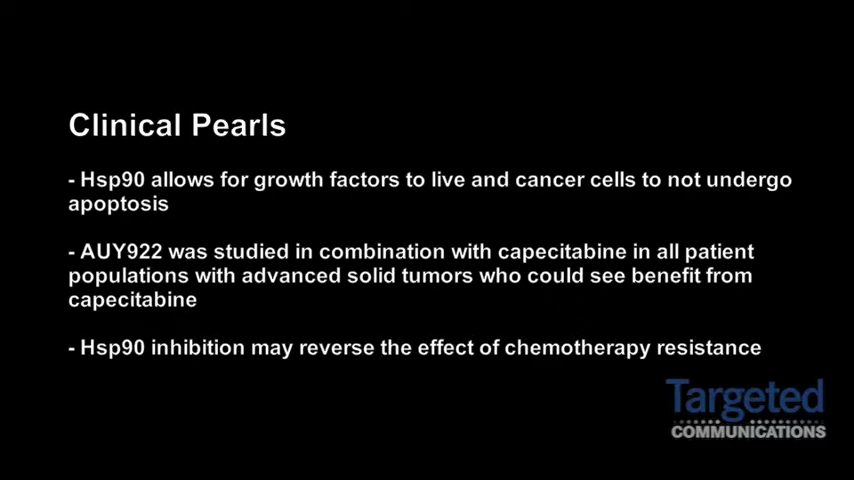 Clinical Pearls
- Hsp90 allows for growth factors to live and cancer cells to not undergo
apoptosis
- AUY922 was studied in combination with capecitabine in all patient
populations with advanced solid tumors who could see benefit from
capecitabine
- Hsp90 inhibition may reverse the effect of chemotherapy resistance
Targeted
COMMUNICATIONS